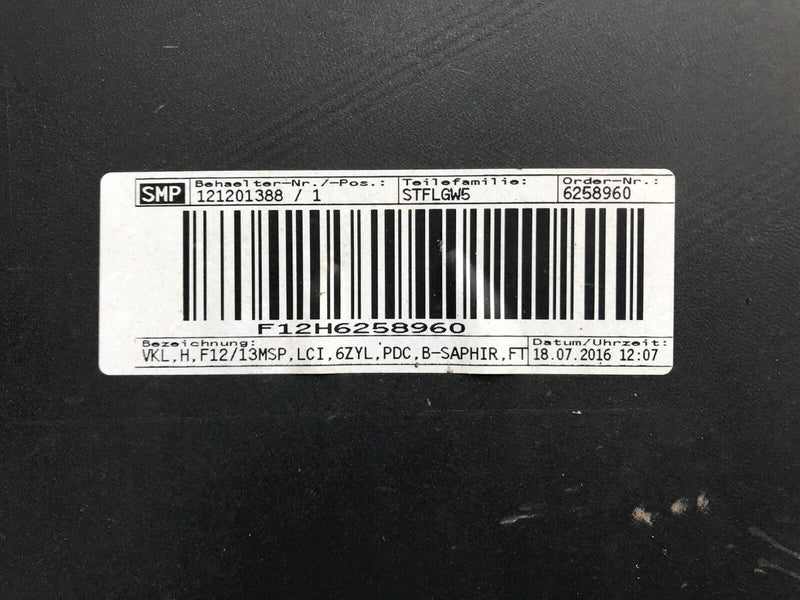 SMP Behaelter-Nr./-Pos.: Teilefamilie: Order-Nr.:
121201388 / 1 STFLGW5 6258960
F12H6258960
Bezeichnung: Datum/Uhrzeit:
VKL,H,F12/13MSP,LCI,6ZYL,PDC,B-SAPHIR,FT 18.07.2016 12:07